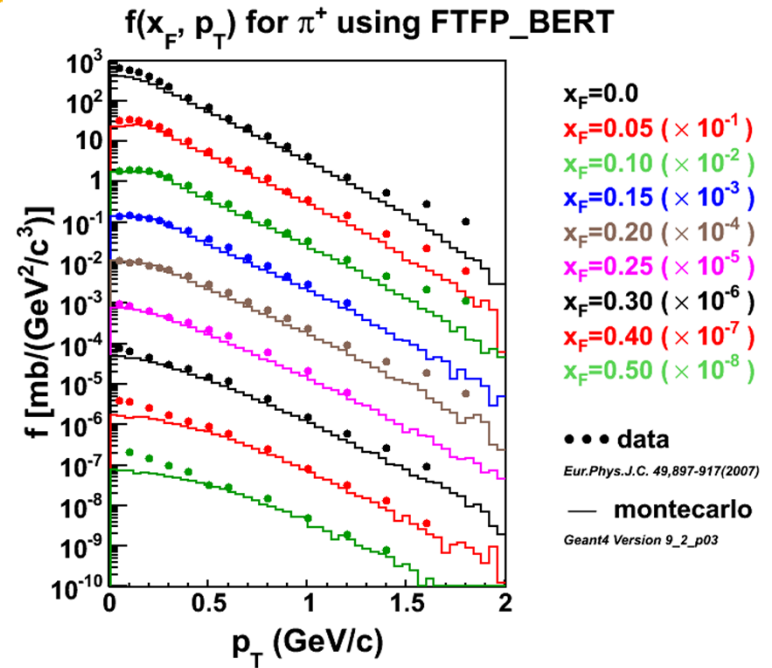 f(x_F, p_T) for π⁺ using FTFP_BERT
10³
10²
10
1
10⁻¹
10⁻²
10⁻³
10⁻⁴
10⁻⁵
10⁻⁶
10⁻⁷
10⁻⁸
10⁻⁹
10⁻¹⁰
f [mb/(GeV²/c³)]
0 0.5 1 1.5 2
p_T (GeV/c)
x_F=0.0
x_F=0.05 (× 10⁻¹ )
x_F=0.10 (× 10⁻² )
x_F=0.15 (× 10⁻³ )
x_F=0.20 (× 10⁻⁴ )
x_F=0.25 (× 10⁻⁵ )
x_F=0.30 (× 10⁻⁶ )
x_F=0.40 (× 10⁻⁷ )
x_F=0.50 (× 10⁻⁸ )
data
Eur.Phys.J.C. 49,897-917(2007)
montecarlo
Geant4 Version 9_2_p03